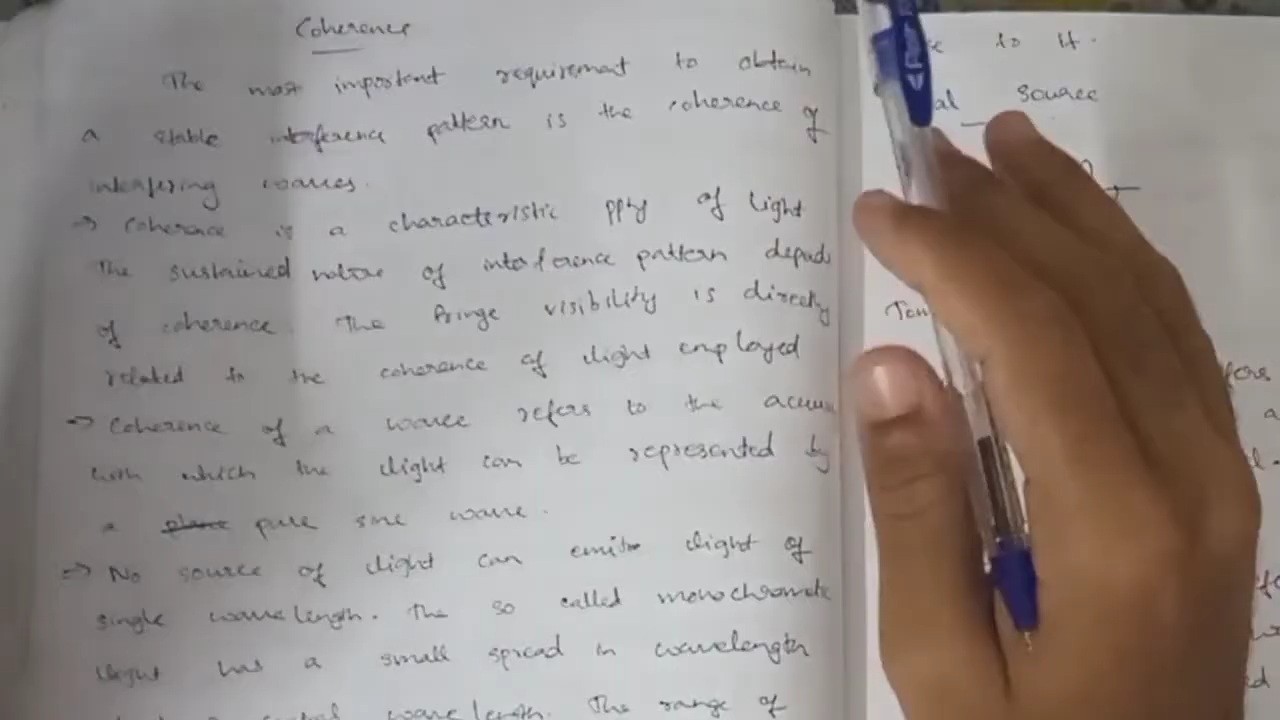 Coherence
The most important requirement to obtain
a stable interference pattern is the coherence of
interfering waves.
→ Coherence is a characteristic ppty of light
The sustained nature of interference pattern depends
of coherence. The fringe visibility is directly
related to the coherence of light employed
→ Coherence of a wave refers to the
with which the light can be represented by
a pure sine wave.
→ No source of light can emit light of
single wavelength. The so called monochromatic
light has a small spread in wavelength
wavelength. The range of
to it.
al source